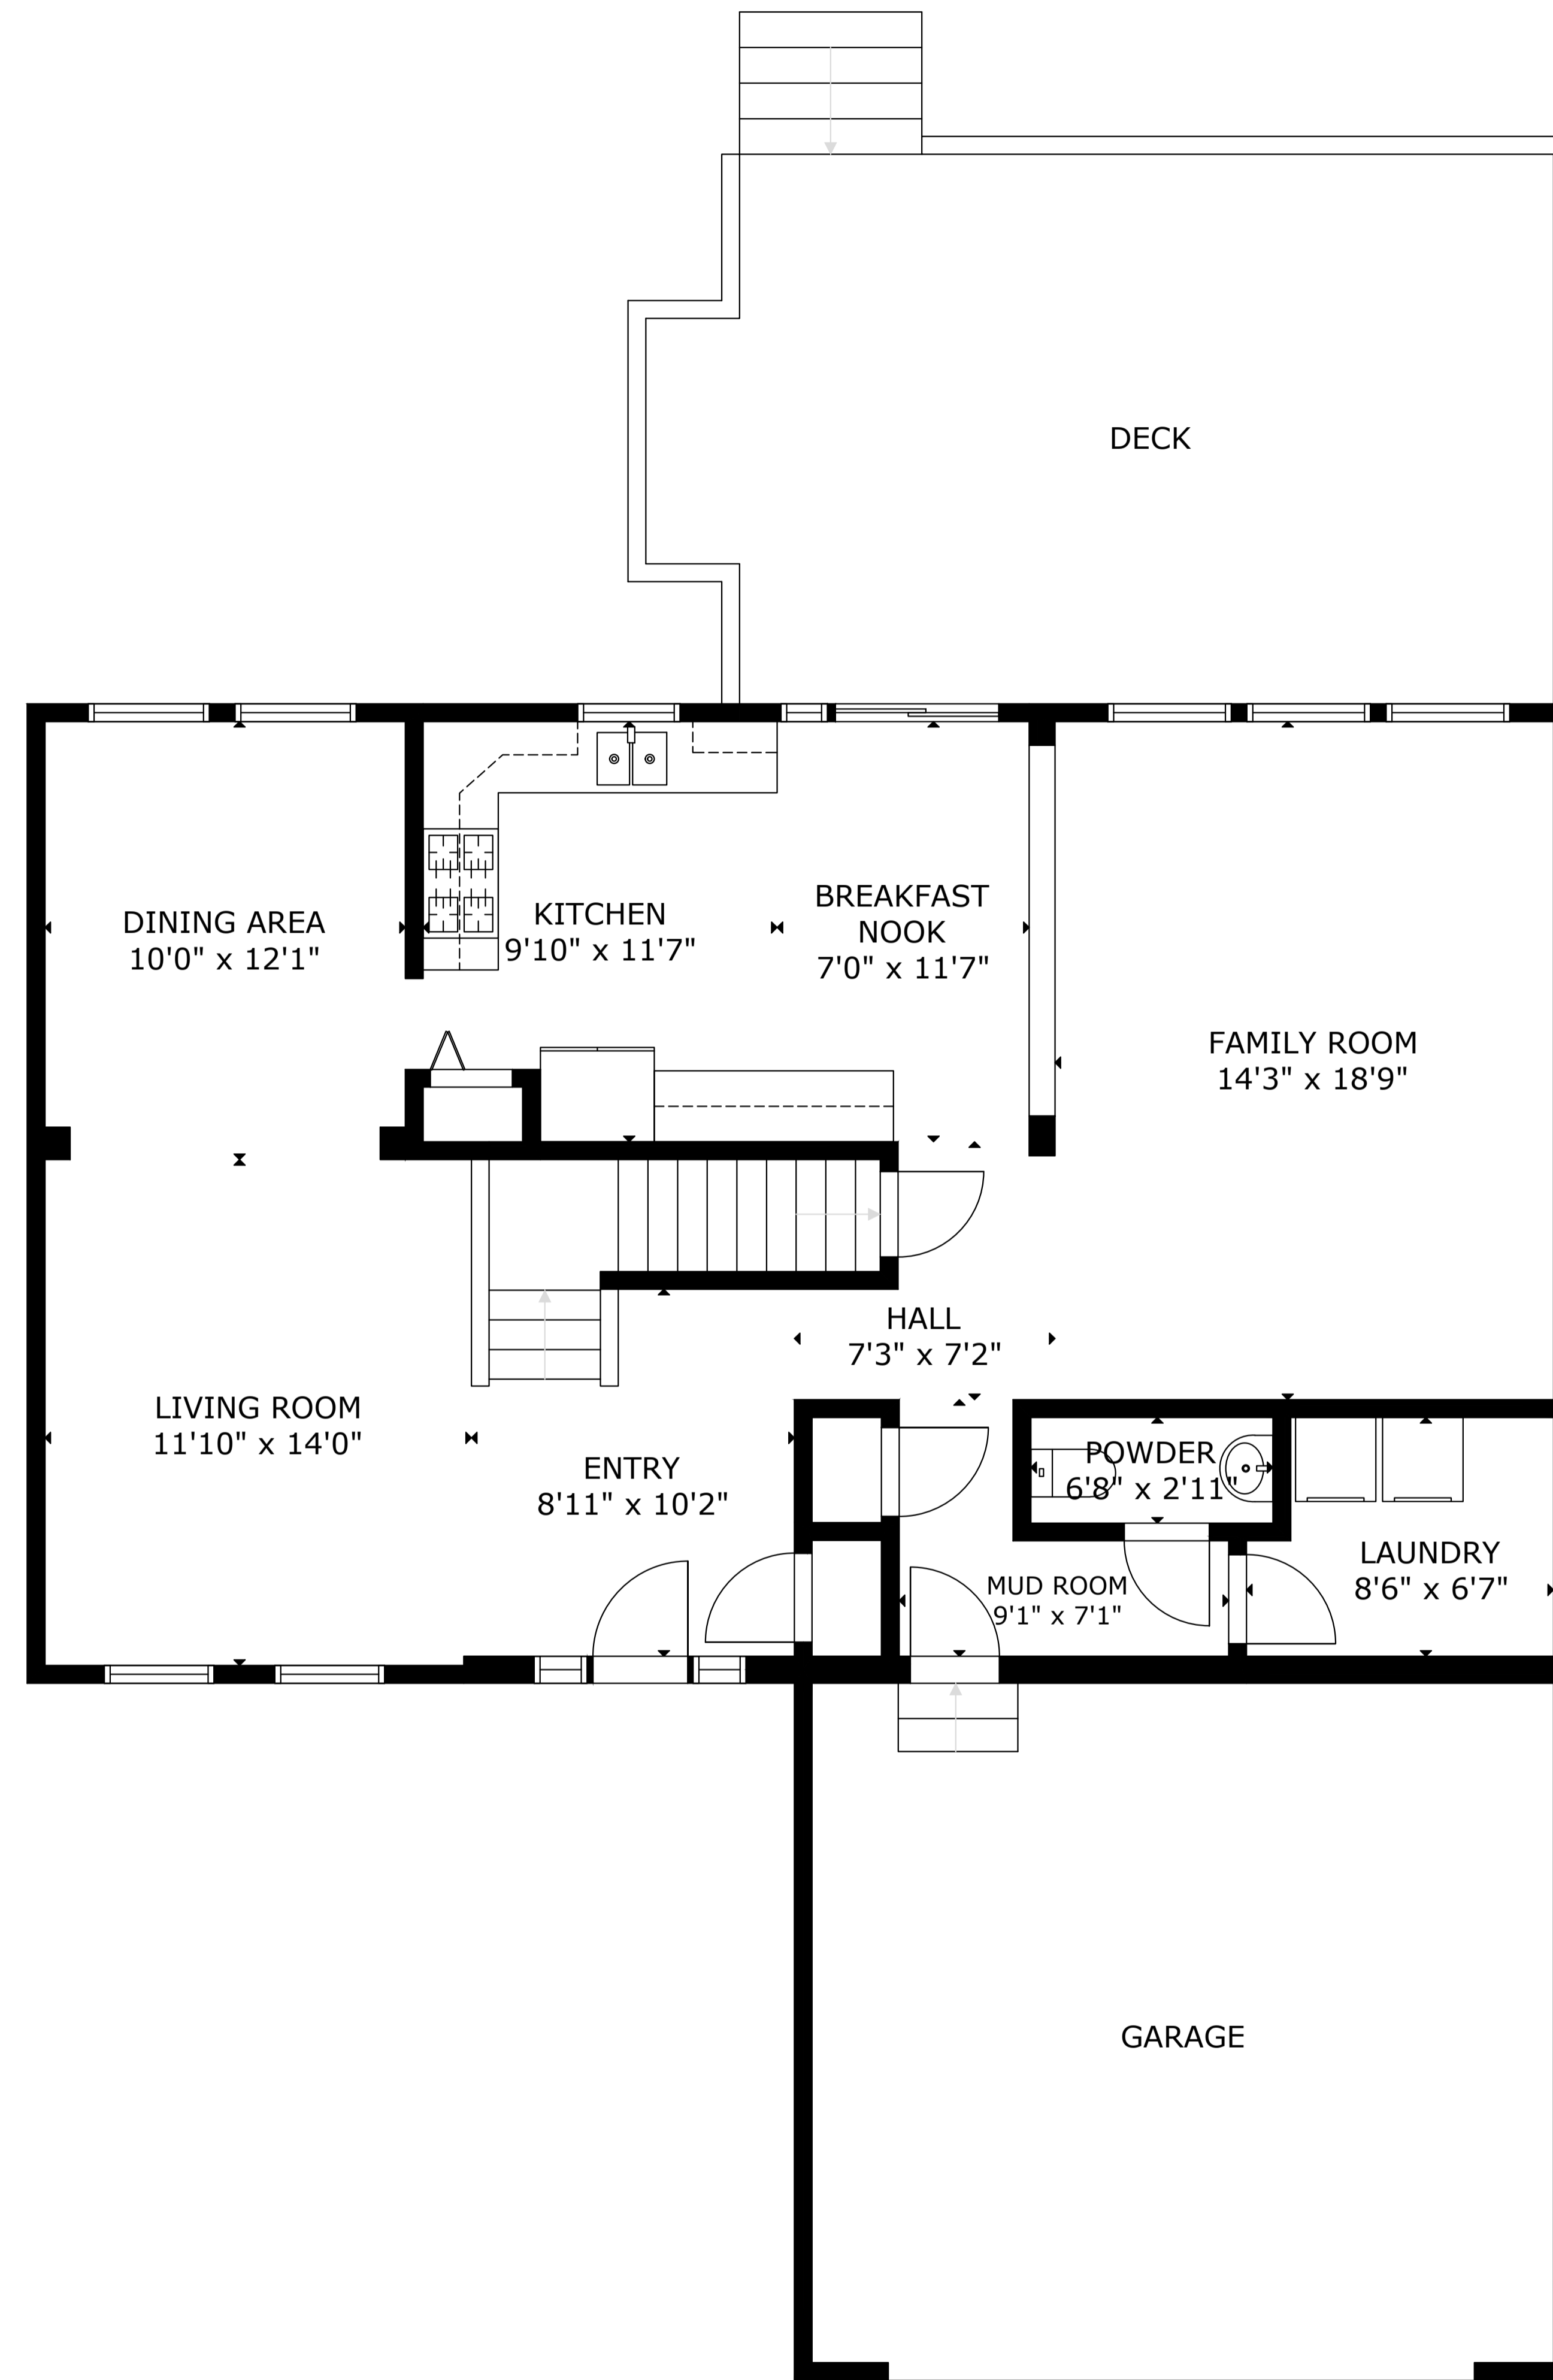 DECK
DINING AREA
10'0" x 12'1"
KITCHEN
9'10" x 11'7"
BREAKFAST
NOOK
7'0" x 11'7"
FAMILY ROOM
14'3" x 18'9"
HALL
7'3" x 7'2"
LIVING ROOM
11'10" x 14'0"
ENTRY
8'11" x 10'2"
POWDER
6'8" x 2'11"
MUD ROOM
9'1" x 7'1"
LAUNDRY
8'6" x 6'7"
GARAGE